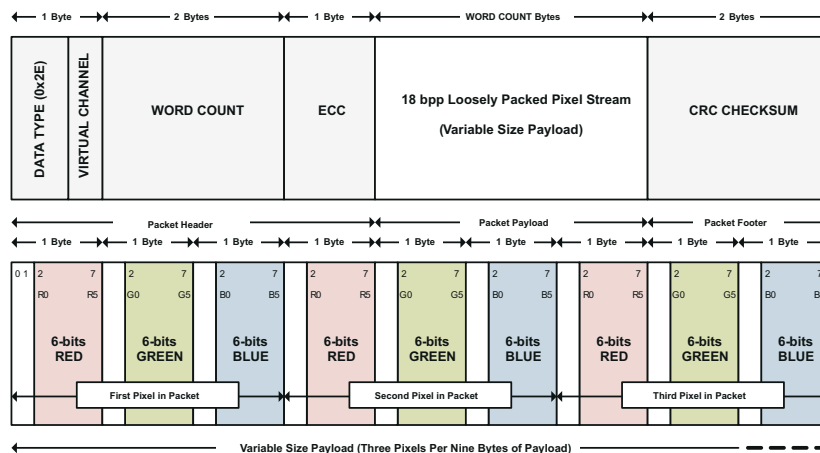 1 Byte 2 Bytes 1 Byte WORD COUNT Bytes 2 Bytes
DATA TYPE (0x2E)
VIRTUAL CHANNEL
WORD COUNT
ECC
18 bpp Loosely Packed Pixel Stream
(Variable Size Payload)
CRC CHECKSUM
Packet Header Packet Payload Packet Footer
1 Byte 1 Byte 1 Byte 1 Byte 1 Byte 1 Byte 1 Byte 1 Byte 1 Byte
0 1 2 7 2 7 2 7 2 7 2 7 2 7 2 7 2 7 2 7
R0 R5 G0 G5 B0 B5 R0 R5 G0 G5 B0 B5 R0 R5 G0 G5 B0
6-bits 6-bits 6-bits 6-bits 6-bits 6-bits 6-bits 6-bits 6-bits
RED GREEN BLUE RED GREEN BLUE RED GREEN BLUE
First Pixel in Packet Second Pixel in Packet Third Pixel in Packet
Variable Size Payload (Three Pixels Per Nine Bytes of Payload)